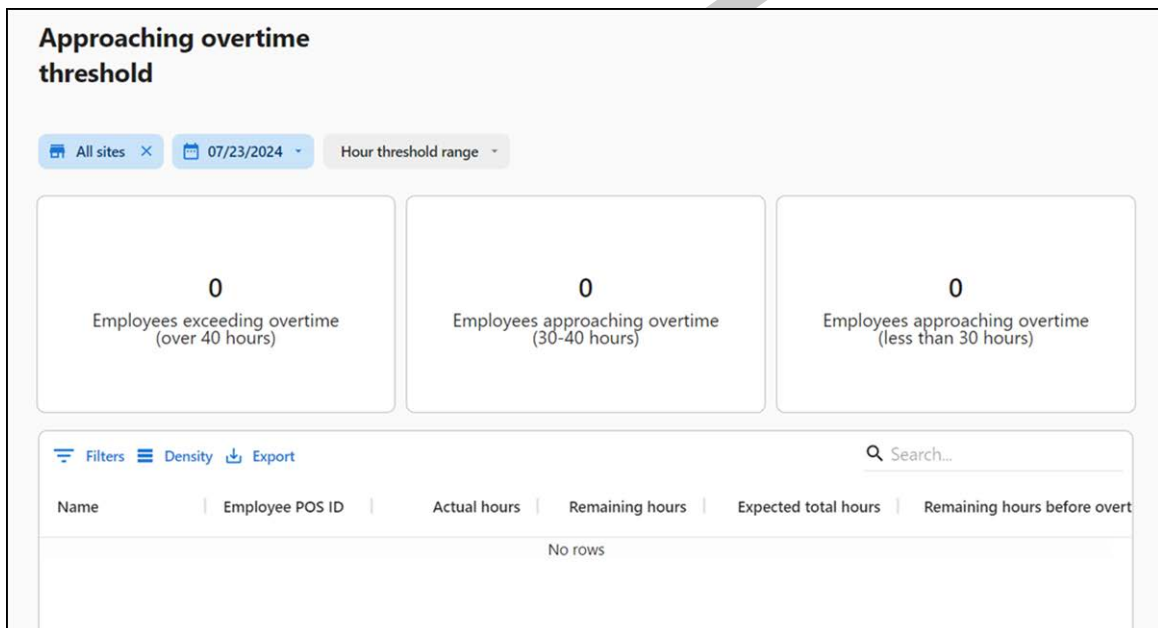 Approaching overtime
threshold
All sites 07/23/2024 Hour threshold range
0
Employees exceeding overtime
(over 40 hours)
0
Employees approaching overtime
(30-40 hours)
0
Employees approaching overtime
(less than 30 hours)
Filters Density Export Search...
Name Employee POS ID Actual hours Remaining hours Expected total hours Remaining hours before overt
No rows